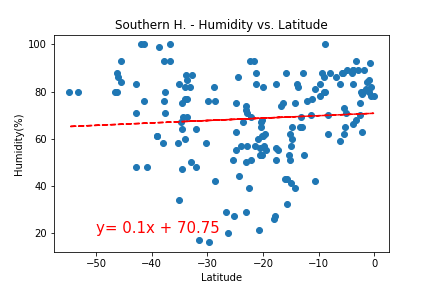 Southern H. - Humidity vs. Latitude
100
80
60
40
20
Humidity(%)
y= 0.1x + 70.75
−50 −40 −30 −20 −10 0
Latitude